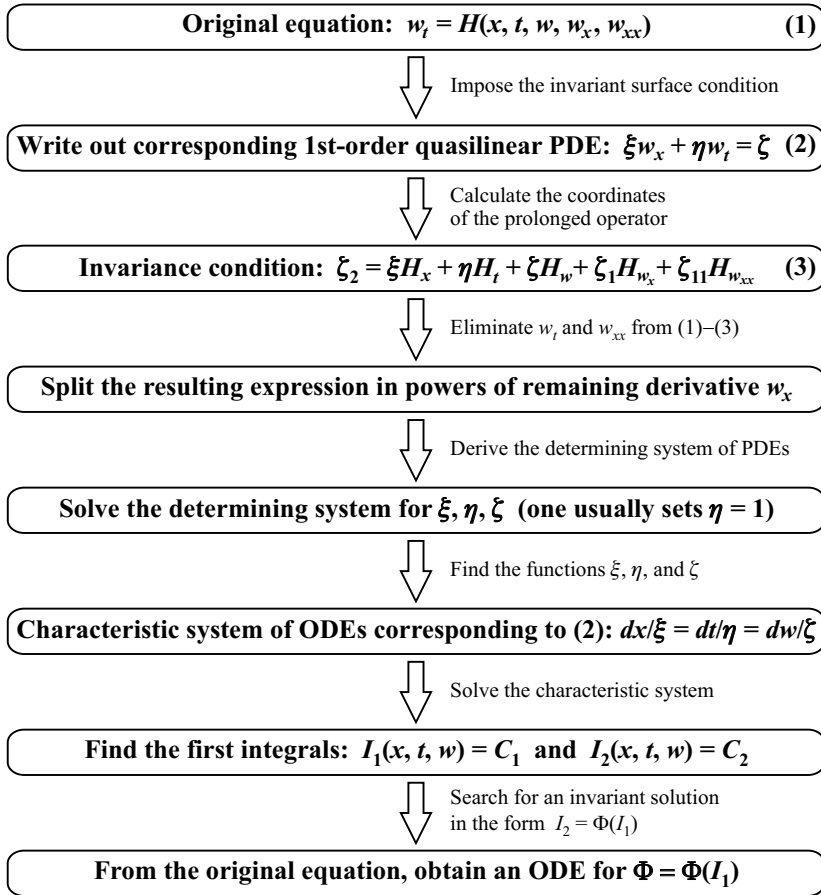 Original equation: w_t = H(x, t, w, w_x, w_xx) (1)
Impose the invariant surface condition
Write out corresponding 1st-order quasilinear PDE: ξw_x + ηw_t = ζ (2)
Calculate the coordinates
of the prolonged operator
Invariance condition: ζ_2 = ξH_x + ηH_t + ζH_w + ζ_1H_{w_x} + ζ_11H_{w_xx} (3)
Eliminate w_t and w_xx from (1)–(3)
Split the resulting expression in powers of remaining derivative w_x
Derive the determining system of PDEs
Solve the determining system for ξ, η, ζ (one usually sets η = 1)
Find the functions ξ, η, and ζ
Characteristic system of ODEs corresponding to (2): dx/ξ = dt/η = dw/ζ
Solve the characteristic system
Find the first integrals: I_1(x, t, w) = C_1 and I_2(x, t, w) = C_2
Search for an invariant solution
in the form I_2 = Φ(I_1)
From the original equation, obtain an ODE for Φ = Φ(I_1)